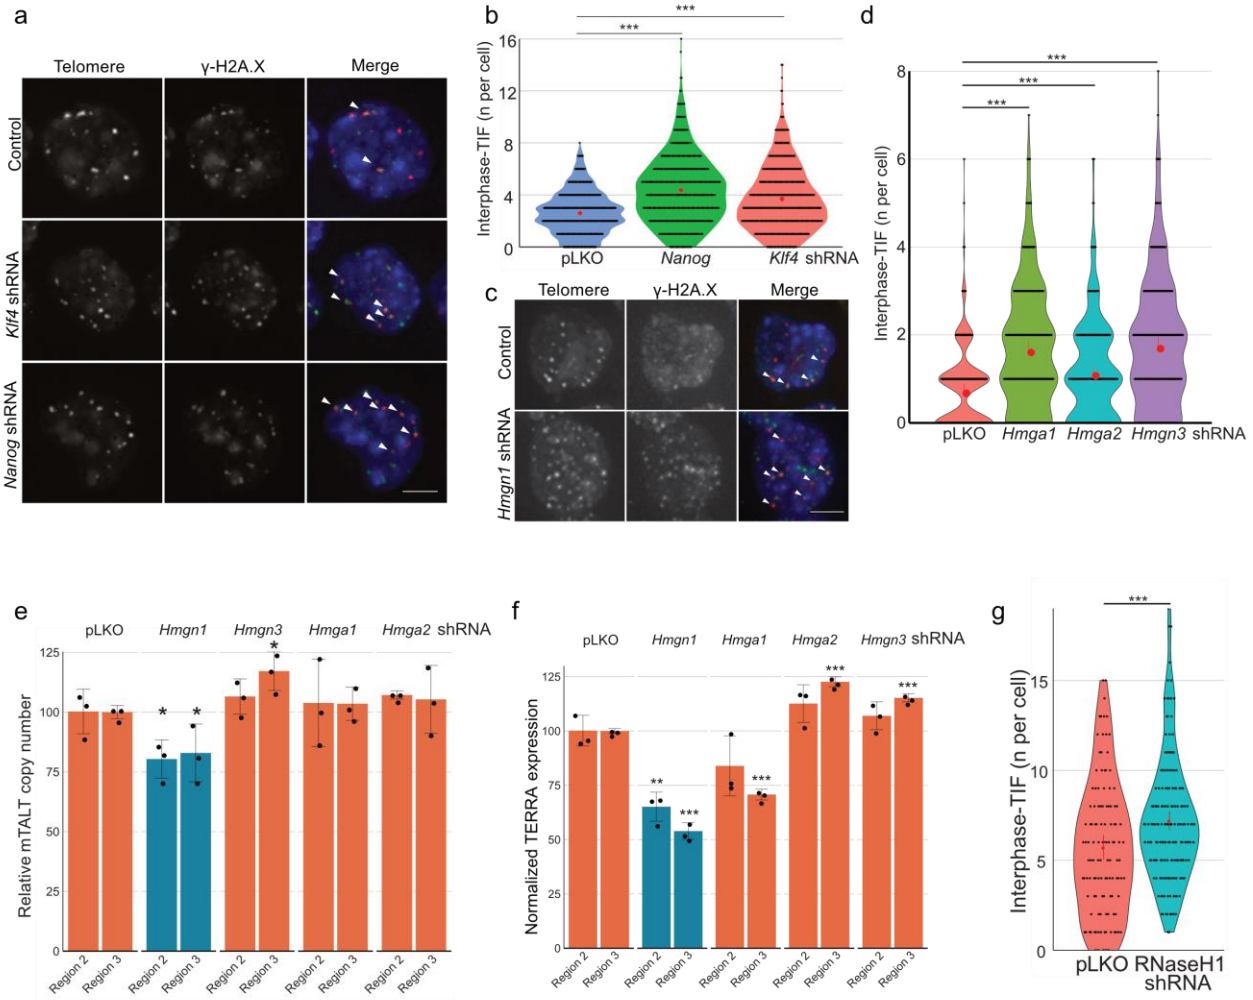 a
Telomere γ-H2A.X Merge
Control
Klf4 shRNA
Nanog shRNA
b
***
***
16
12
8
4
0
Interphase-TIF (n per cell)
pLKO Nanog Klf4 shRNA
c
Telomere γ-H2A.X Merge
Control
Hmgn1 shRNA
d
***
***
***
8
6
4
2
0
Interphase-TIF (n per cell)
pLKO Hmga1 Hmga2 Hmgn3 shRNA
e
pLKO Hmgn1 Hmgn3 Hmga1 Hmga2 shRNA
125
100
75
50
25
0
Relative mTALT copy number
* * *
Region 2 Region 3 Region 2 Region 3 Region 2 Region 3 Region 2 Region 3 Region 2 Region 3
f
pLKO Hmgn1 Hmga1 Hmga2 Hmgn3 shRNA
125
100
75
50
25
0
Normalized TERRA expression
** *** *** *** ***
Region 2 Region 3 Region 2 Region 3 Region 2 Region 3 Region 2 Region 3 Region 2 Region 3
g
***
15
10
5
0
Interphase-TIF (n per cell)
pLKO RNaseH1
shRNA